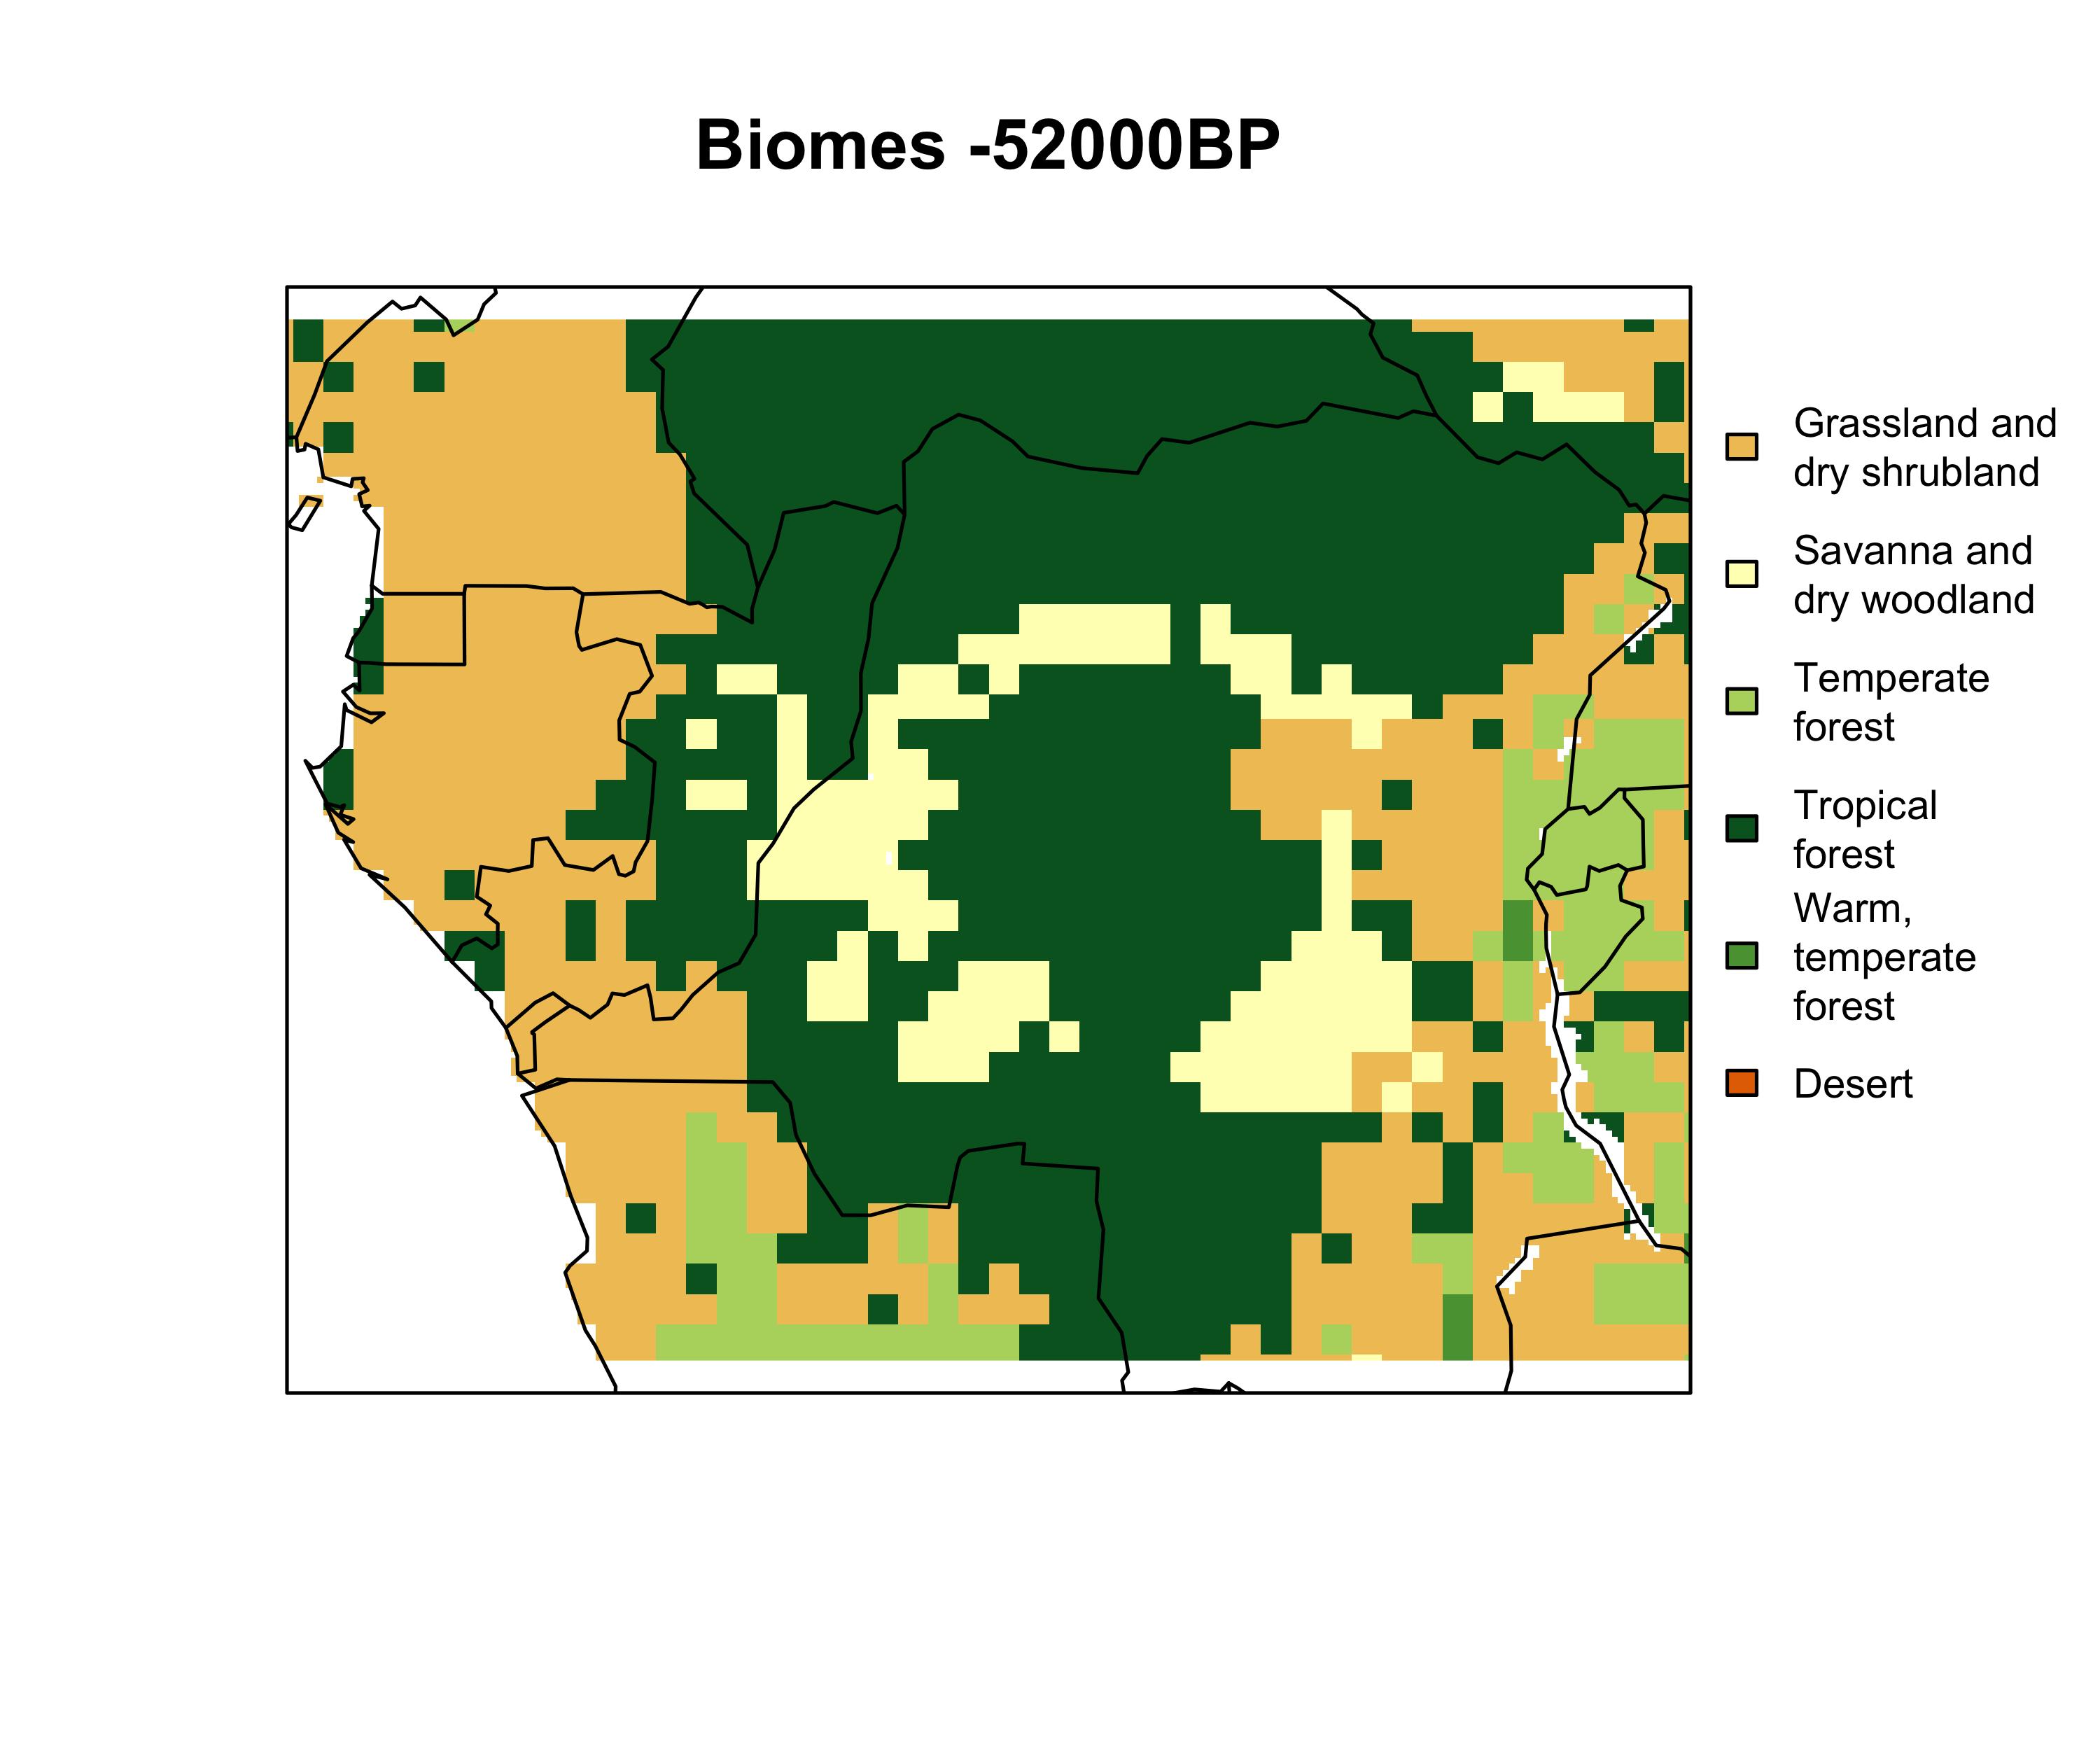 Biomes -52000BP
Grassland and
dry shrubland
Savanna and
dry woodland
Temperate
forest
Tropical
forest
Warm,
temperate
forest
Desert